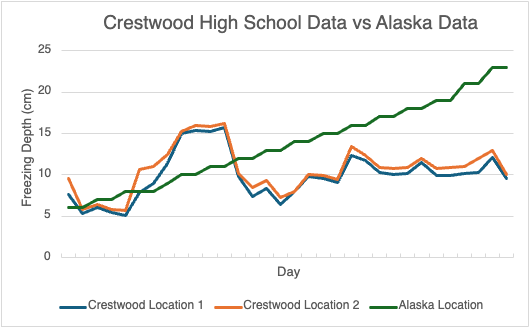 Crestwood High School Data vs Alaska Data
25
20
15
10
5
0
Freezing Depth (cm)
Day
Crestwood Location 1
Crestwood Location 2
Alaska Location